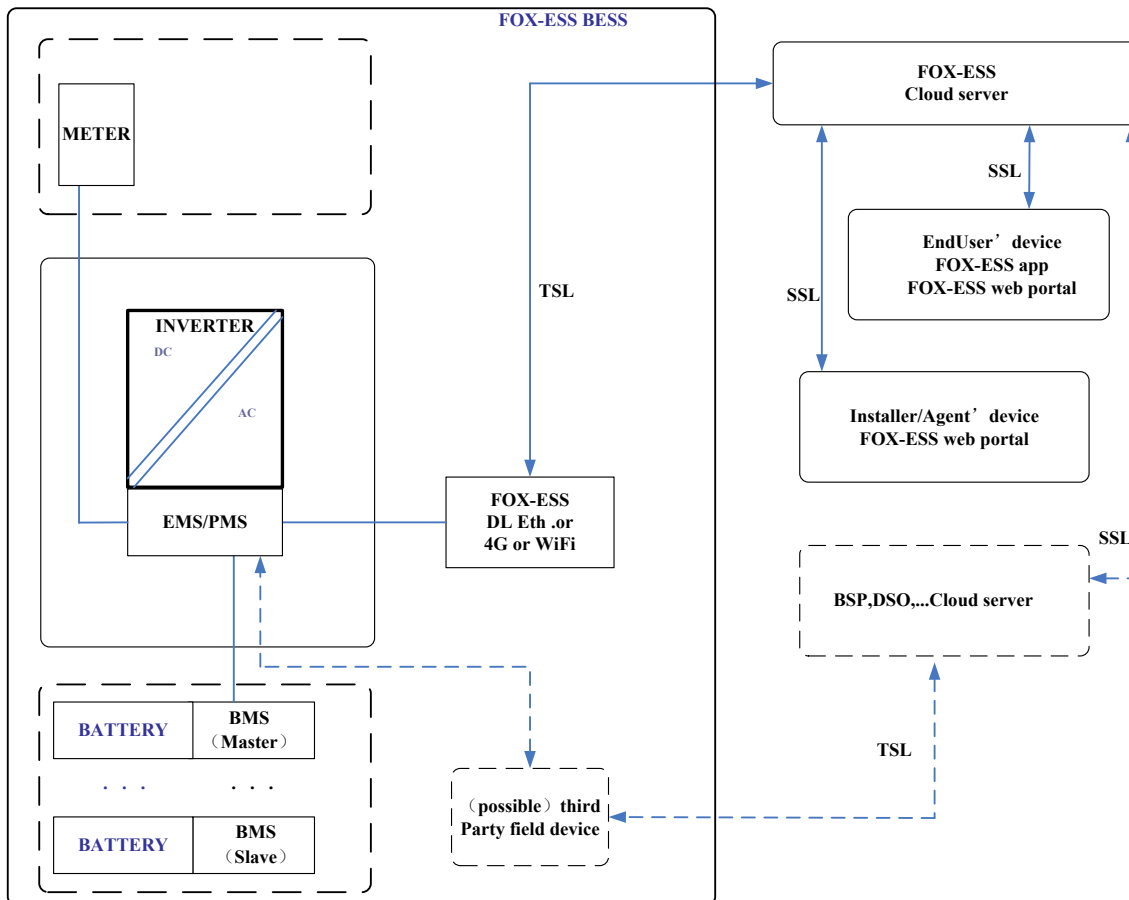 FOX-ESS BESS
METER
INVERTER
DC
AC
EMS/PMS
BATTERY
BMS
（Master）
· · ·
· · ·
BATTERY
BMS
（Slave）
TSL
FOX-ESS
DL Eth .or
4G or WiFi
（possible）third
Party field device
FOX-ESS
Cloud server
SSL
SSL
EndUser’ device
FOX-ESS app
FOX-ESS web portal
Installer/Agent’ device
FOX-ESS web portal
SSL
BSP,DSO,...Cloud server
TSL